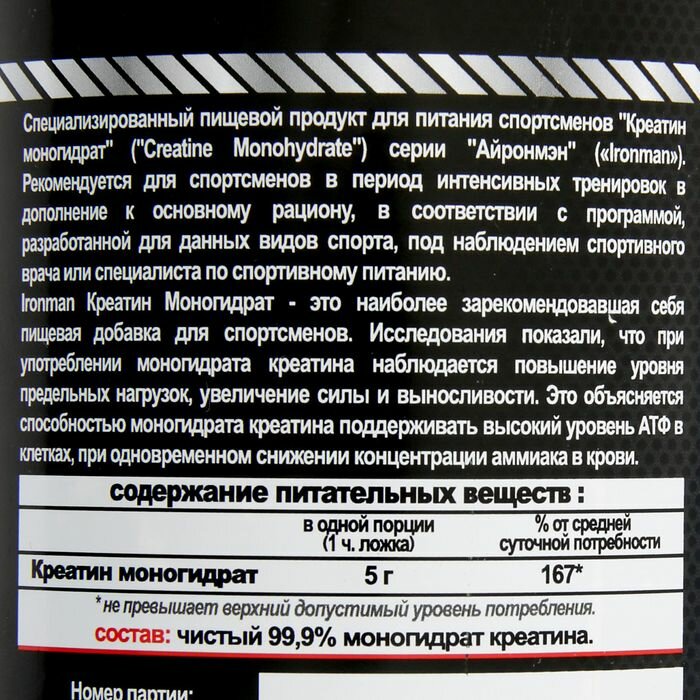 Специализированный пищевой продукт для питания спортсменов "Креатин
моногидрат" ("Creatine Monohydrate") серии "Айронмэн" («Ironman»).
Рекомендуется для спортсменов в период интенсивных тренировок в
дополнение к основному рациону, в соответствии с программой,
разработанной для данных видов спорта, под наблюдением спортивного
врача или специалиста по спортивному питанию.
Ironman Креатин Моногидрат - это наиболее зарекомендовавшая себя
пищевая добавка для спортсменов. Исследования показали, что при
употреблении моногидрата креатина наблюдается повышение уровня
предельных нагрузок, увеличение силы и выносливости. Это объясняется
способностью моногидрата креатина поддерживать высокий уровень АТФ в
клетках, при одновременном снижении концентрации аммиака в крови.
содержание питательных веществ :
в одной порции % от средней
(1 ч. ложка) суточной потребности
Креатин моногидрат 5 г 167*
*не превышает верхний допустимый уровень потребления.
состав: чистый 99,9% моногидрат креатина.
Номер партии: